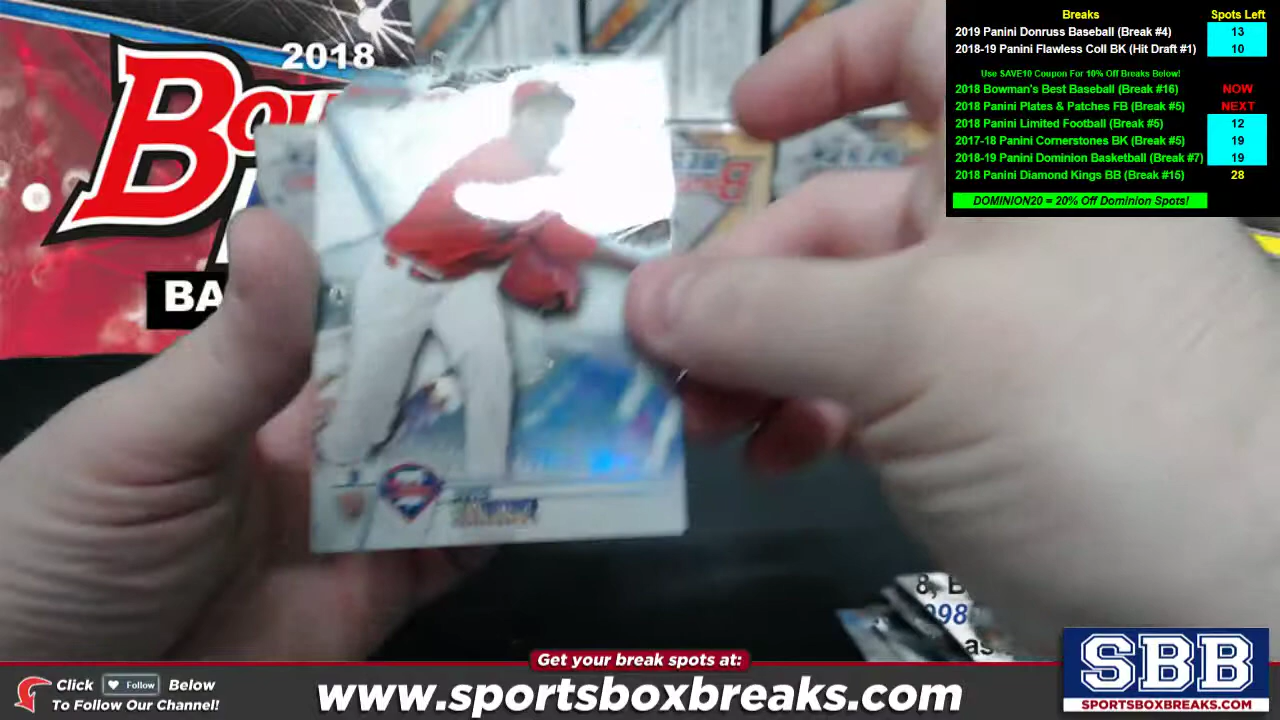 2018
Bow
BA
Breaks Spots Left
2019 Panini Donruss Baseball (Break #4) 13
2018-19 Panini Flawless Coll BK (Hit Draft #1) 10
Use SAVE10 Coupon For 10% Off Breaks Below!
2018 Bowman's Best Baseball (Break #16) NOW
2018 Panini Plates & Patches FB (Break #5) NEXT
2018 Panini Limited Football (Break #5) 12
2017-18 Panini Cornerstones BK (Break #5) 19
2018-19 Panini Dominion Basketball (Break #7) 19
2018 Panini Diamond Kings BB (Break #15) 28
DOMINION20 = 20% Off Dominion Spots!
8, B
998
as
Get your break spots at:
Click Follow Below
To Follow Our Channel!
www.sportsboxbreaks.com
SBB
SPORTSBOXBREAKS.COM